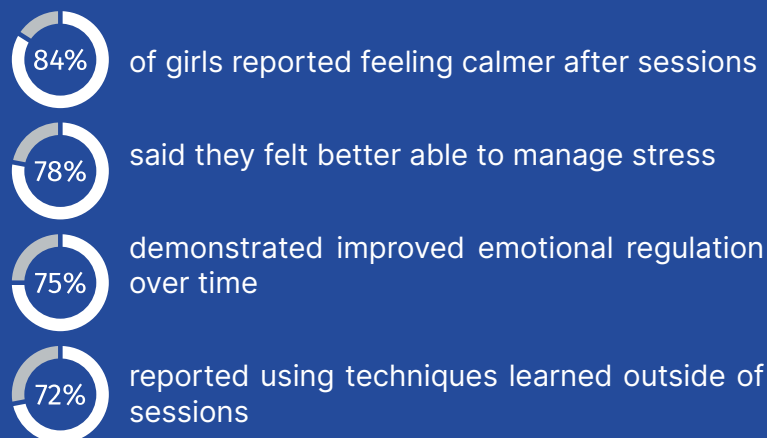 84%
of girls reported feeling calmer after sessions
78%
said they felt better able to manage stress
75%
demonstrated improved emotional regulation
over time
72%
reported using techniques learned outside of
sessions